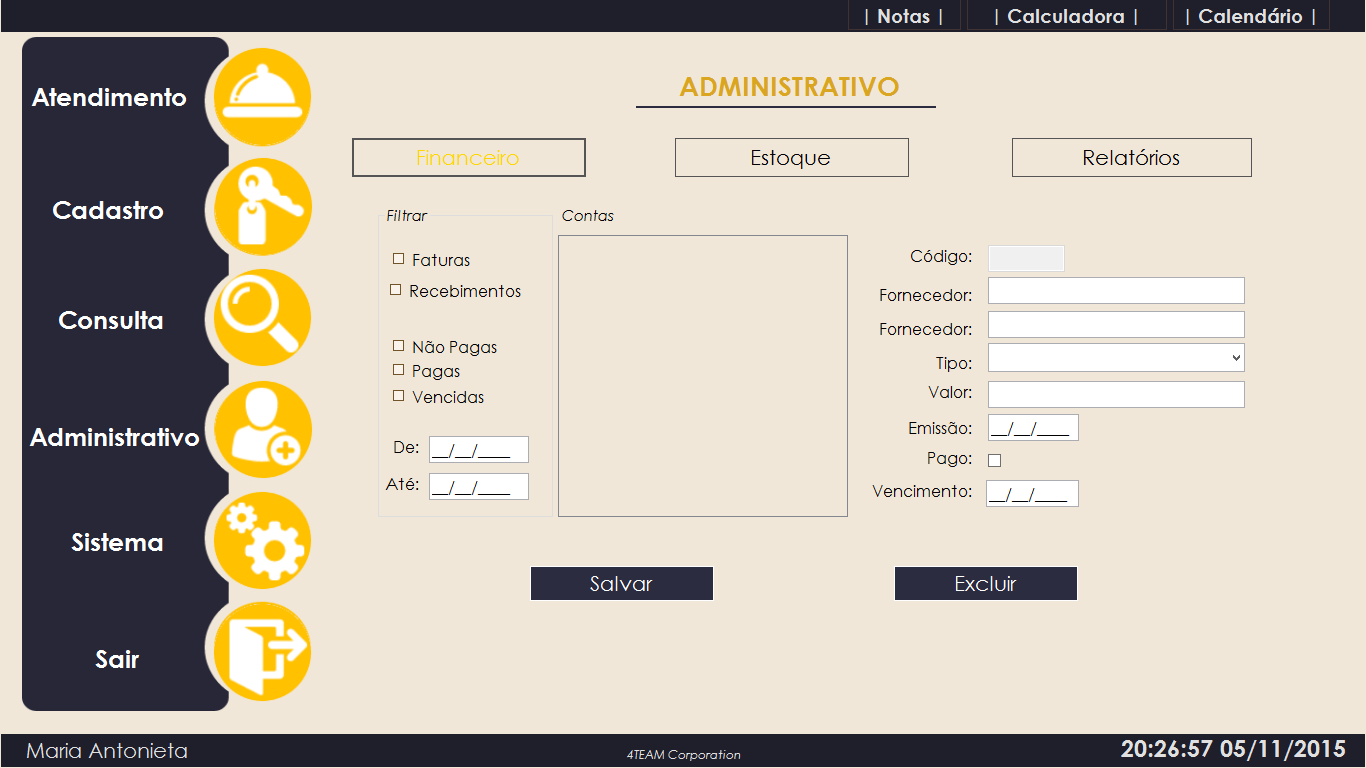 | Notas | | Calculadora | | Calendário |
Atendimento
Cadastro
Consulta
Administrativo
Sistema
Sair
ADMINISTRATIVO
Financeiro
Estoque
Relatórios
Filtrar
Faturas
Recebimentos
Não Pagas
Pagas
Vencidas
De: __/__/____
Até: __/__/____
Contas
Código:
Fornecedor:
Fornecedor:
Tipo:
Valor:
Emissão: __/__/____
Pago:
Vencimento: __/__/____
Salvar
Excluir
Maria Antonieta
4TEAM Corporation
20:26:57 05/11/2015